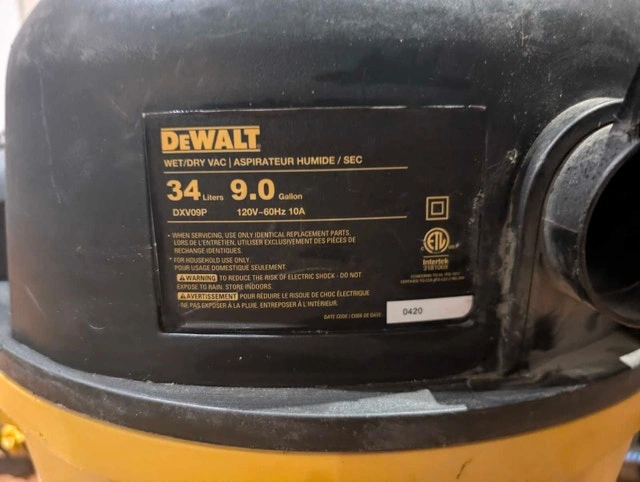 DEWALT
WET/DRY VAC | ASPIRATEUR HUMIDE / SEC
34 Liters 9.0 Gallon
DXV09P 120V~60Hz 10A
• WHEN SERVICING, USE ONLY IDENTICAL REPLACEMENT PARTS.
LORS DE L'ENTRETIEN, UTILISER EXCLUSIVEMENT DES PIÈCES DE
RECHANGE IDENTIQUES.
• FOR HOUSEHOLD USE ONLY
POUR USAGE DOMESTIQUE SEULEMENT.
WARNING TO REDUCE THE RISK OF ELECTRIC SHOCK - DO NOT
EXPOSE TO RAIN. STORE INDOORS.
AVERTISSEMENT POUR RÉDUIRE LE RISQUE DE CHOC ÉLECTRIQUE
- NE PAS EXPOSER À LA PLUIE. ENTREPOSER À L'INTÉRIEUR.
ETL
Intertek
DATE CODE / CODE DE DATE
0420